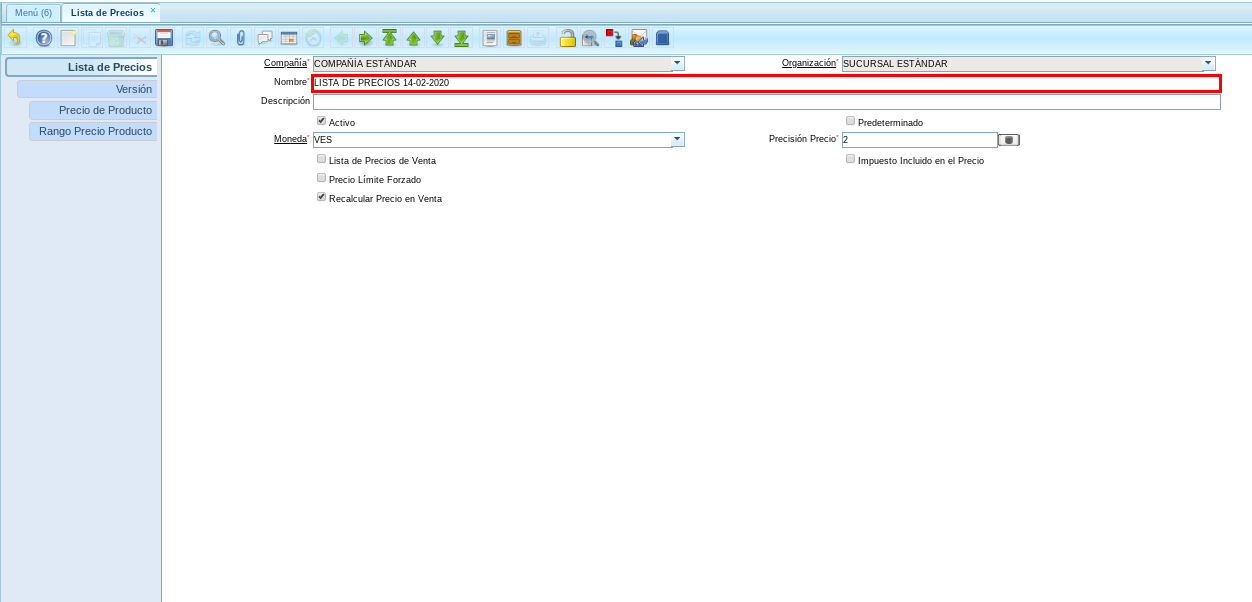 Menú (6)
Lista de Precios ×
Lista de Precios
Versión
Precio de Producto
Rango Precio Producto
Compañía* COMPAÑÍA ESTÁNDAR
Organización* SUCURSAL ESTÁNDAR
Nombre* LISTA DE PRECIOS 14-02-2020
Descripción
Activo
Predeterminado
Moneda* VES
Precisión Precio* 2
Lista de Precios de Venta
Impuesto Incluido en el Precio
Precio Límite Forzado
Recalcular Precio en Venta